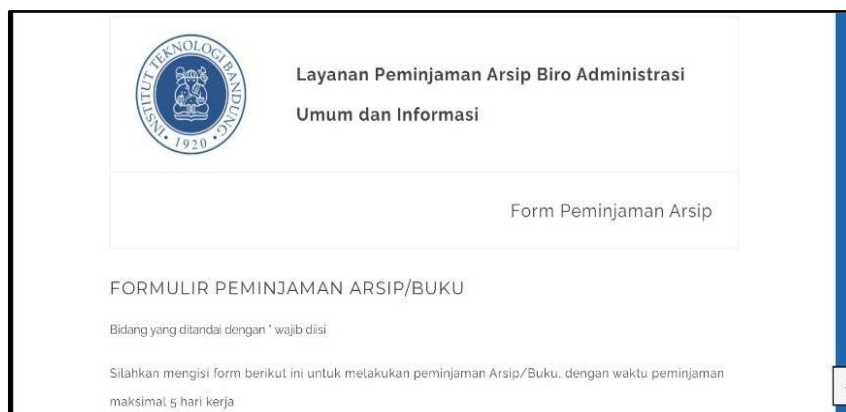 INSTITUT TEKNOLOGI BANDUNG
1920
Layanan Peminjaman Arsip Biro Administrasi
Umum dan Informasi
Form Peminjaman Arsip
FORMULIR PEMINJAMAN ARSIP/BUKU
Bidang yang ditandai dengan * wajib diisi
Silahkan mengisi form berikut ini untuk melakukan peminjaman Arsip/Buku, dengan waktu peminjaman
maksimal 5 hari kerja